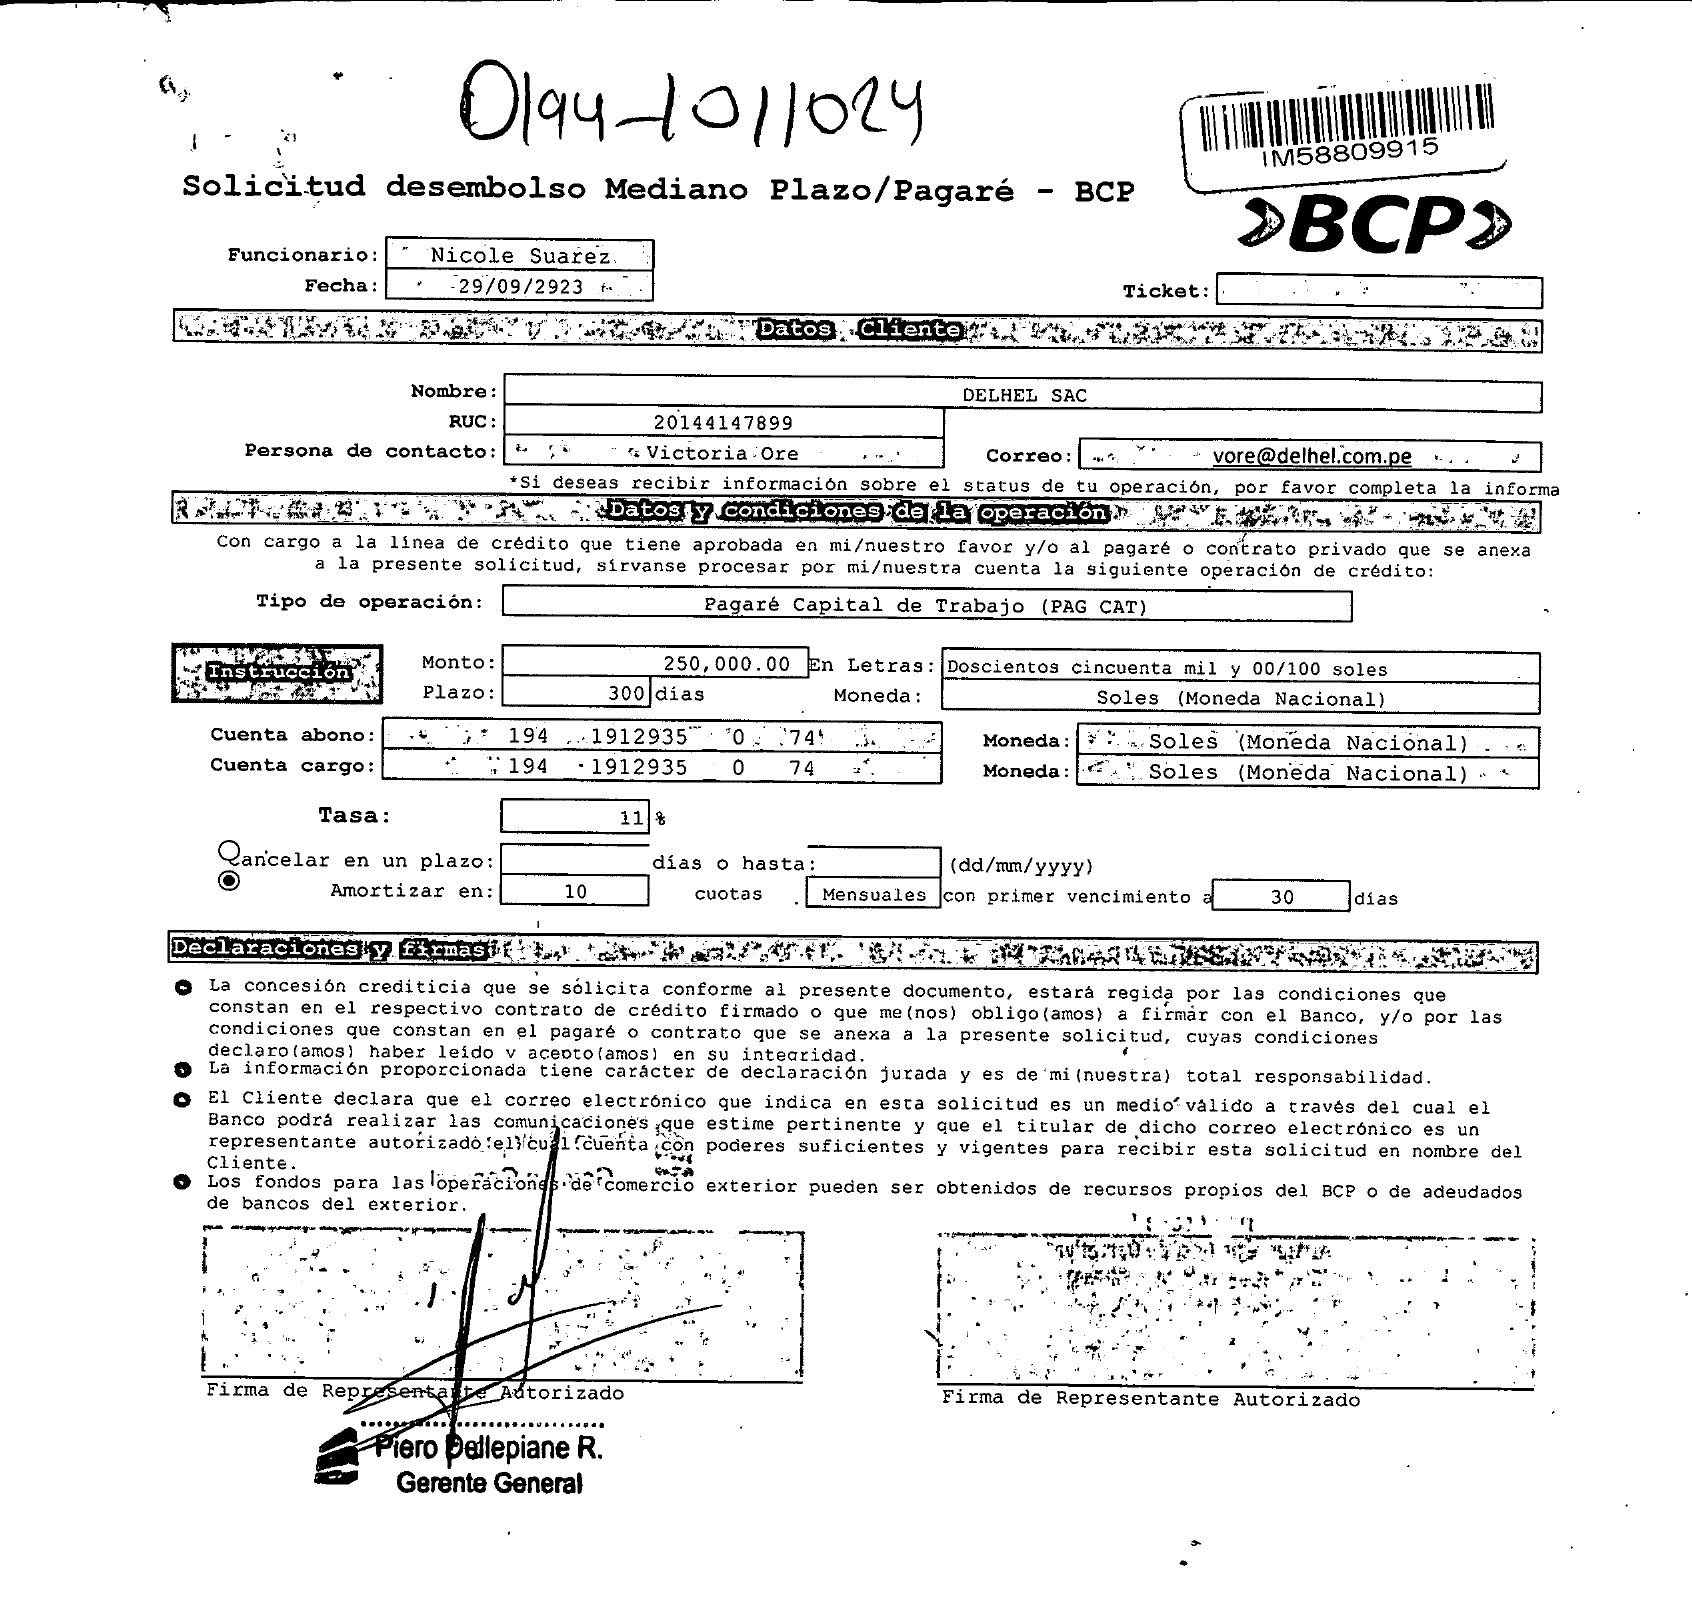 0194-1011024
IM58809915
Solicitud desembolso Mediano Plazo/Pagaré - BCP
BCP
Funcionario: Nicole Suarez
Fecha: 29/09/2923
Ticket:
Datos Cliente
Nombre: DELHEL SAC
RUC: 20144147899
Persona de contacto: Victoria Ore Correo: vore@delhel.com.pe
*Si deseas recibir información sobre el status de tu operación, por favor completa la informa
Datos y condiciones de la operación
Con cargo a la línea de crédito que tiene aprobada en mi/nuestro favor y/o al pagaré o contrato privado que se anexa
a la presente solicitud, sírvanse procesar por mi/nuestra cuenta la siguiente operación de crédito:
Tipo de operación: Pagaré Capital de Trabajo (PAG CAT)
Instrucción
Monto: 250,000.00 En Letras: Doscientos cincuenta mil y 00/100 soles
Plazo: 300 días Moneda: Soles (Moneda Nacional)
Cuenta abono: 194 1912935 0 74 Moneda: Soles (Moneda Nacional)
Cuenta cargo: 194 1912935 0 74 Moneda: Soles (Moneda Nacional)
Tasa: 11 %
Cancelar en un plazo: días o hasta: (dd/mm/yyyy)
Amortizar en: 10 cuotas Mensuales con primer vencimiento a 30 días
Declaraciones y firmas
La concesión crediticia que se solicita conforme al presente documento, estará regida por las condiciones que
constan en el respectivo contrato de crédito firmado o que me(nos) obligo(amos) a firmar con el Banco, y/o por las
condiciones que constan en el pagaré o contrato que se anexa a la presente solicitud, cuyas condiciones
declaro(amos) haber leído y acepto(amos) en su integridad.
La información proporcionada tiene carácter de declaración jurada y es de mi(nuestra) total responsabilidad.
El Cliente declara que el correo electrónico que indica en esta solicitud es un medio válido a través del cual el
Banco podrá realizar las comunicaciones que estime pertinente y que el titular de dicho correo electrónico es un
representante autorizado el cual cuenta con poderes suficientes y vigentes para recibir esta solicitud en nombre del
Cliente.
Los fondos para las operaciones de comercio exterior pueden ser obtenidos de recursos propios del BCP o de adeudados
de bancos del exterior.
Firma de Representante Autorizado
Firma de Representante Autorizado
Piero Dellepiane R.
Gerente General